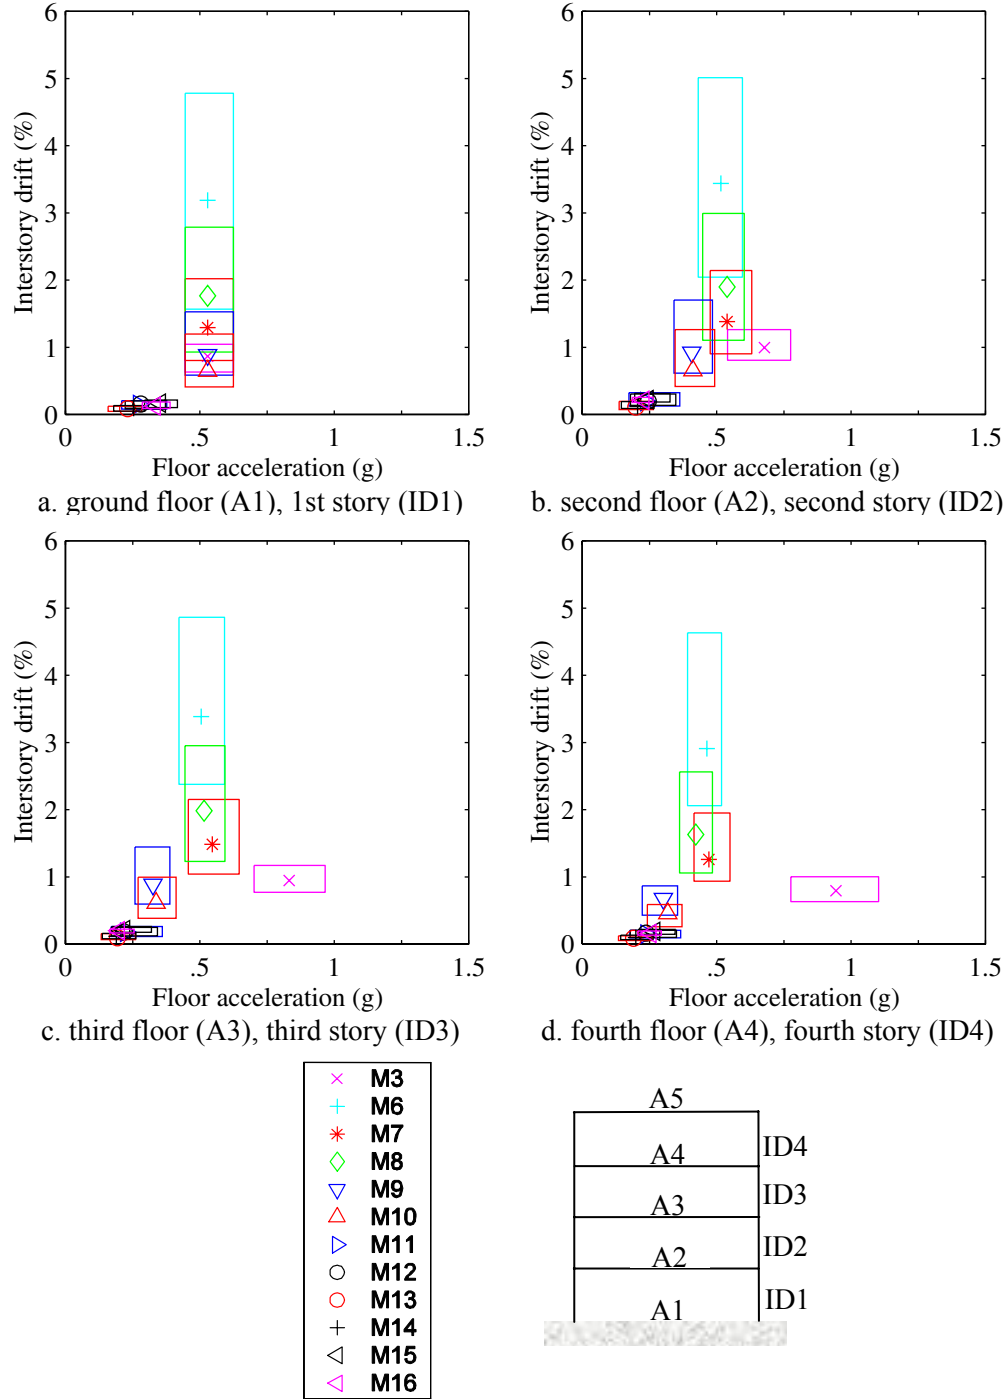 6
5
4
3
2
1
0
Interstory drift (%)
0
.5
1
1.5
Floor acceleration (g)
a. ground floor (A1), 1st story (ID1)
6
5
4
3
2
1
0
Interstory drift (%)
0
.5
1
1.5
Floor acceleration (g)
b. second floor (A2), second story (ID2)
6
5
4
3
2
1
0
Interstory drift (%)
0
.5
1
1.5
Floor acceleration (g)
c. third floor (A3), third story (ID3)
6
5
4
3
2
1
0
Interstory drift (%)
0
.5
1
1.5
Floor acceleration (g)
d. fourth floor (A4), fourth story (ID4)
M3
M6
M7
M8
M9
M10
M11
M12
M13
M14
M15
M16
A5
A4 ID4
A3 ID3
A2 ID2
A1 ID1